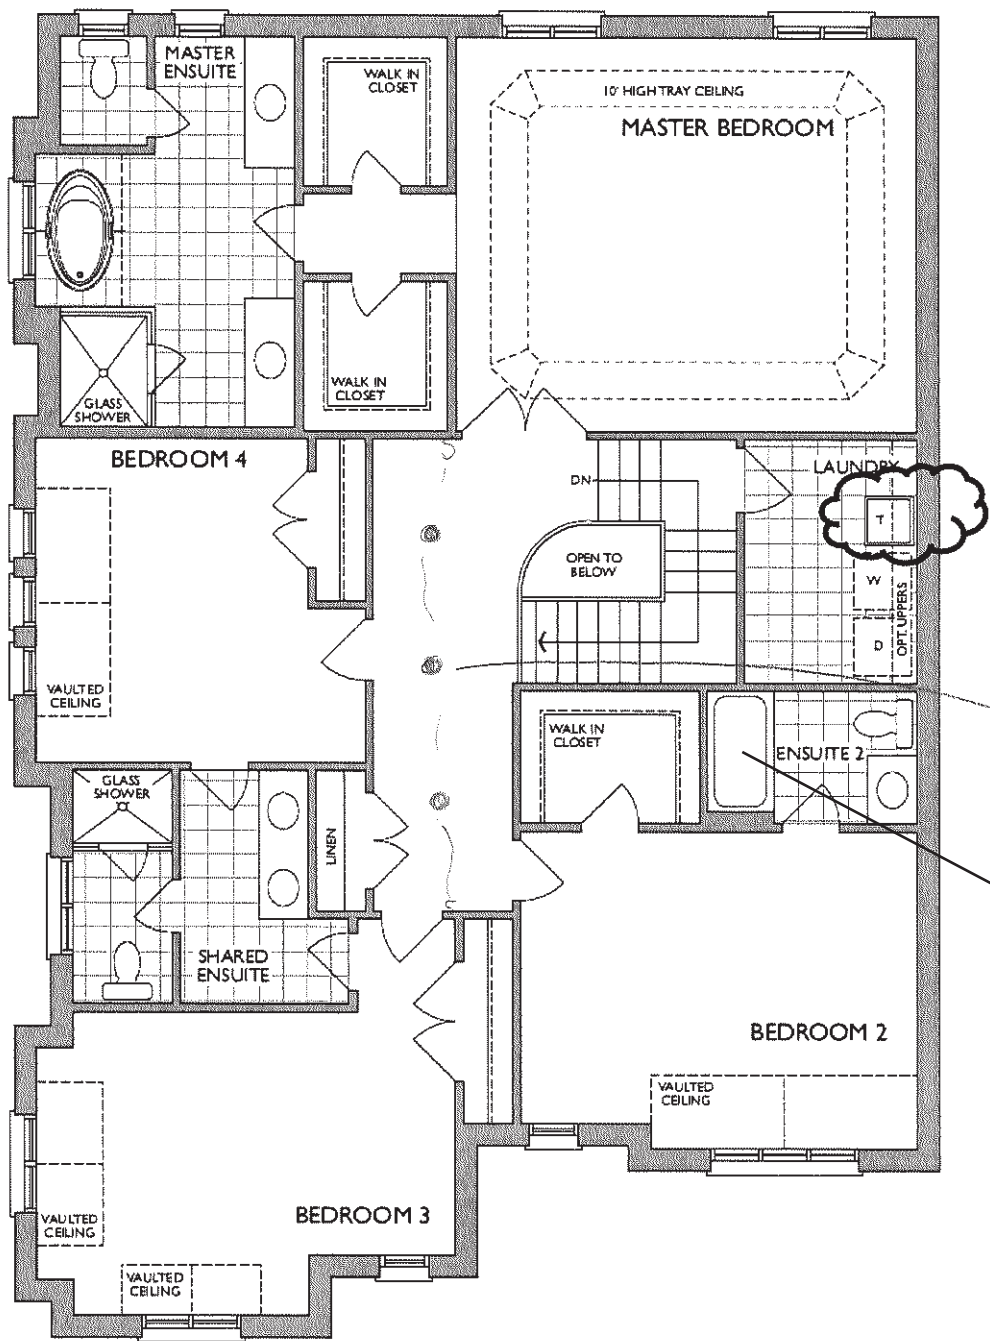 MASTER
ENSUITE
WALK IN
CLOSET
10' HIGH TRAY CEILING
MASTER BEDROOM
WALK IN
CLOSET
GLASS
SHOWER
BEDROOM 4
DN
LAUNDRY
T
OPEN TO
BELOW
W
D
OPT. UPPERS
VAULTED
CEILING
WALK IN
CLOSET
ENSUITE 2
GLASS
SHOWER
LINEN
SHARED
ENSUITE
BEDROOM 2
VAULTED
CEILING
BEDROOM 3
VAULTED
CEILING
VAULTED
CEILING